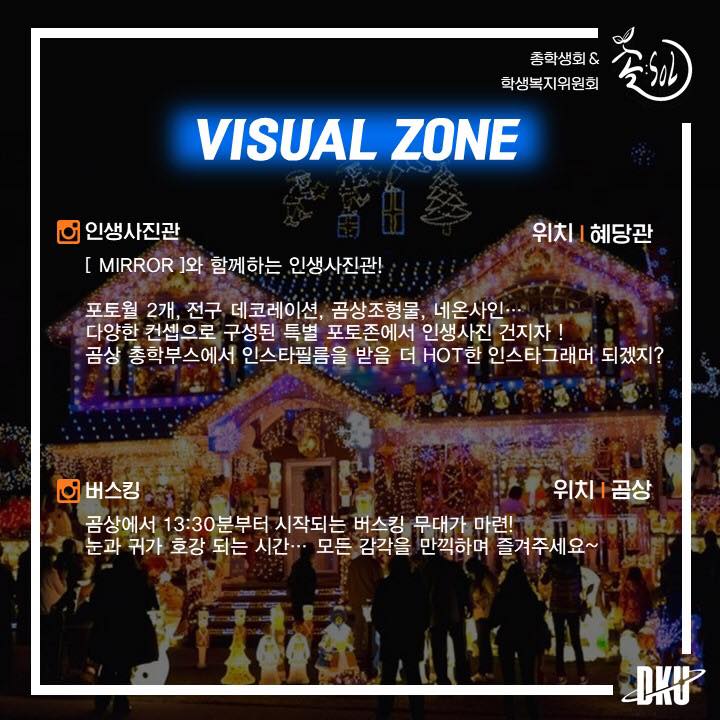 총학생회 &
학생복지위원회
솔:SOL
VISUAL ZONE
인생사진관
위치 | 혜당관
[ MIRROR ]와 함께하는 인생사진관!
포토월 2개, 전구 데코레이션, 곰상조형물, 네온사인…
다양한 컨셉으로 구성된 특별 포토존에서 인생사진 건지자 !
곰상 총학부스에서 인스타필름을 받음 더 HOT한 인스타그래머 되겠지?
버스킹
위치 | 곰상
곰상에서 13:30분부터 시작되는 버스킹 무대가 마련!
눈과 귀가 호강 되는 시간… 모든 감각을 만끽하며 즐겨주세요~
DKU